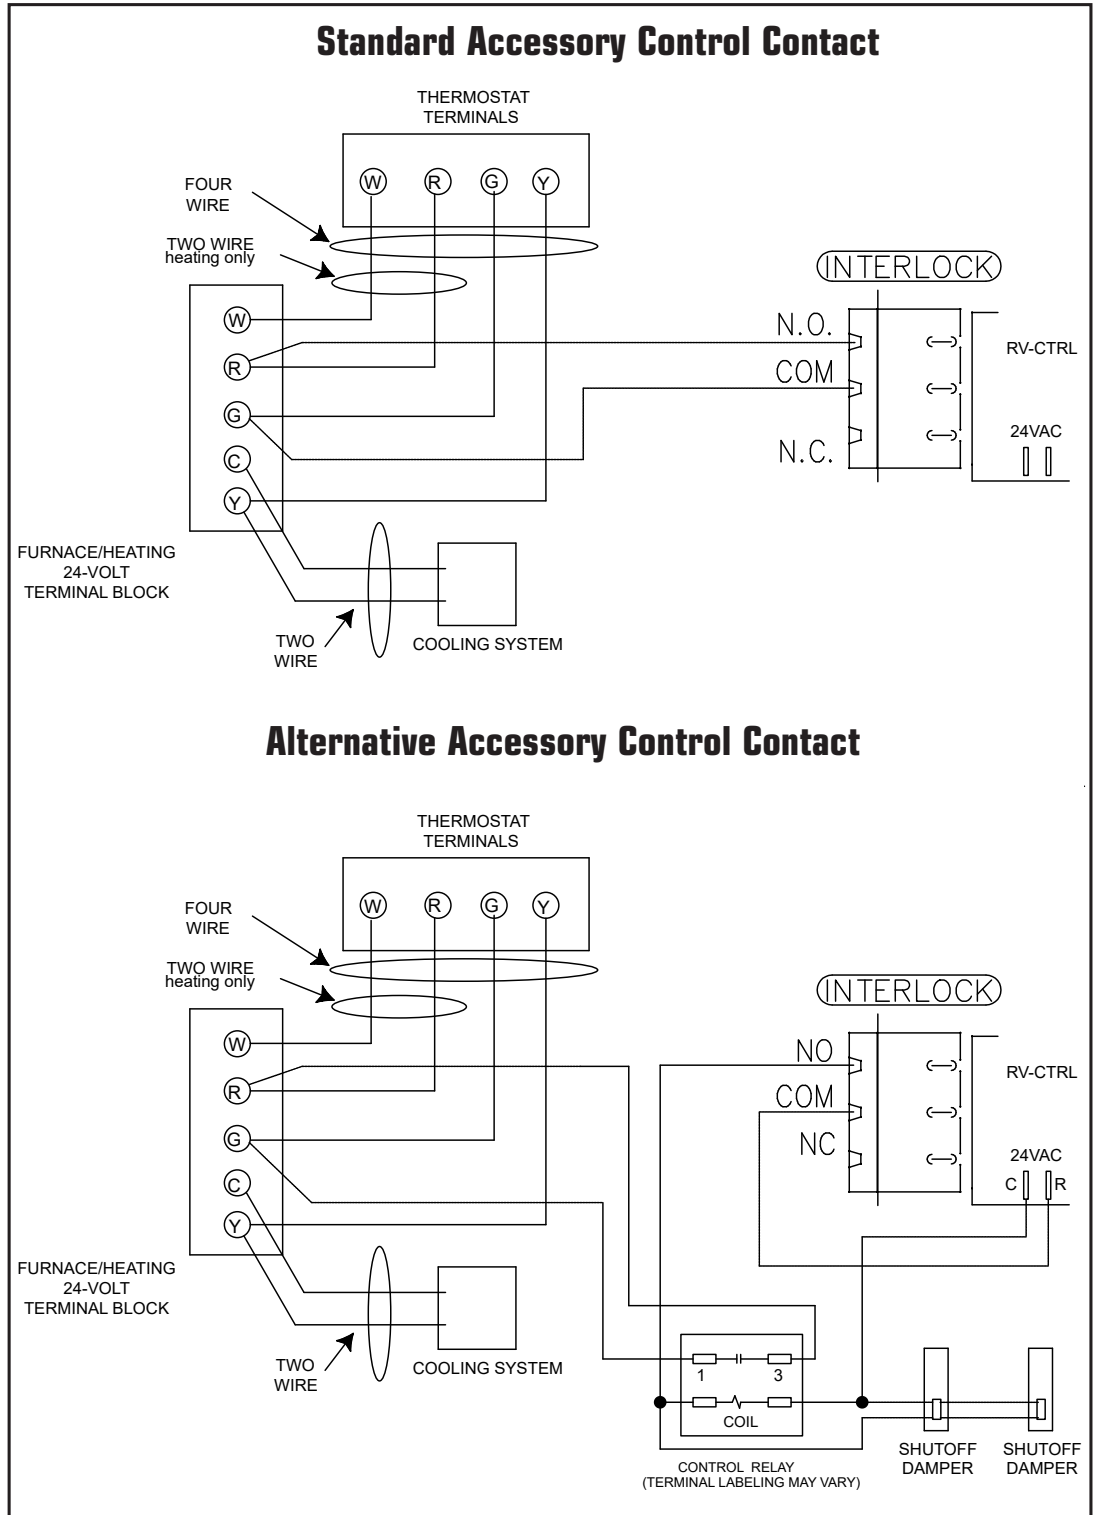 Standard Accessory Control Contact
THERMOSTAT
TERMINALS
W R G Y
FOUR
WIRE
TWO WIRE
heating only
INTERLOCK
W
N.O.
RV-CTRL
R
COM
G
24VAC
N.C.
C
Y
FURNACE/HEATING
24-VOLT
TERMINAL BLOCK
TWO
WIRE
COOLING SYSTEM
Alternative Accessory Control Contact
THERMOSTAT
TERMINALS
W R G Y
FOUR
WIRE
TWO WIRE
heating only
INTERLOCK
W
NO
RV-CTRL
R
COM
G
NC
24VAC
C
C R
Y
FURNACE/HEATING
24-VOLT
TERMINAL BLOCK
TWO
WIRE
COOLING SYSTEM
1 3
COIL
CONTROL RELAY
(TERMINAL LABELING MAY VARY)
SHUTOFF
DAMPER
SHUTOFF
DAMPER